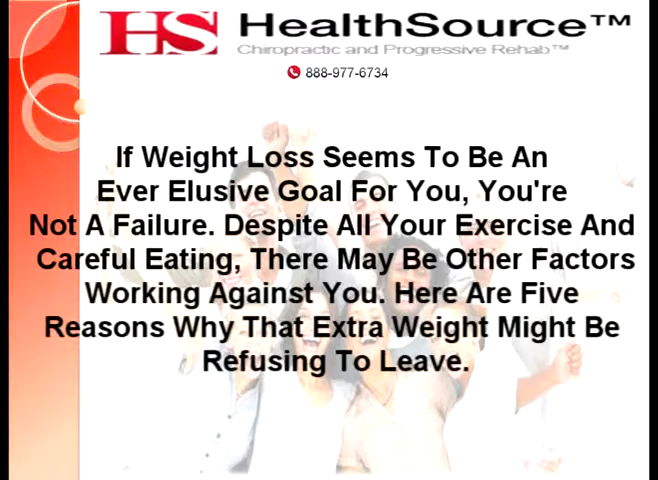 HS HealthSource™
Chiropractic and Progressive Rehab™
888-977-6734
If Weight Loss Seems To Be An
Ever Elusive Goal For You, You're
Not A Failure. Despite All Your Exercise And
Careful Eating, There May Be Other Factors
Working Against You. Here Are Five
Reasons Why That Extra Weight Might Be
Refusing To Leave.